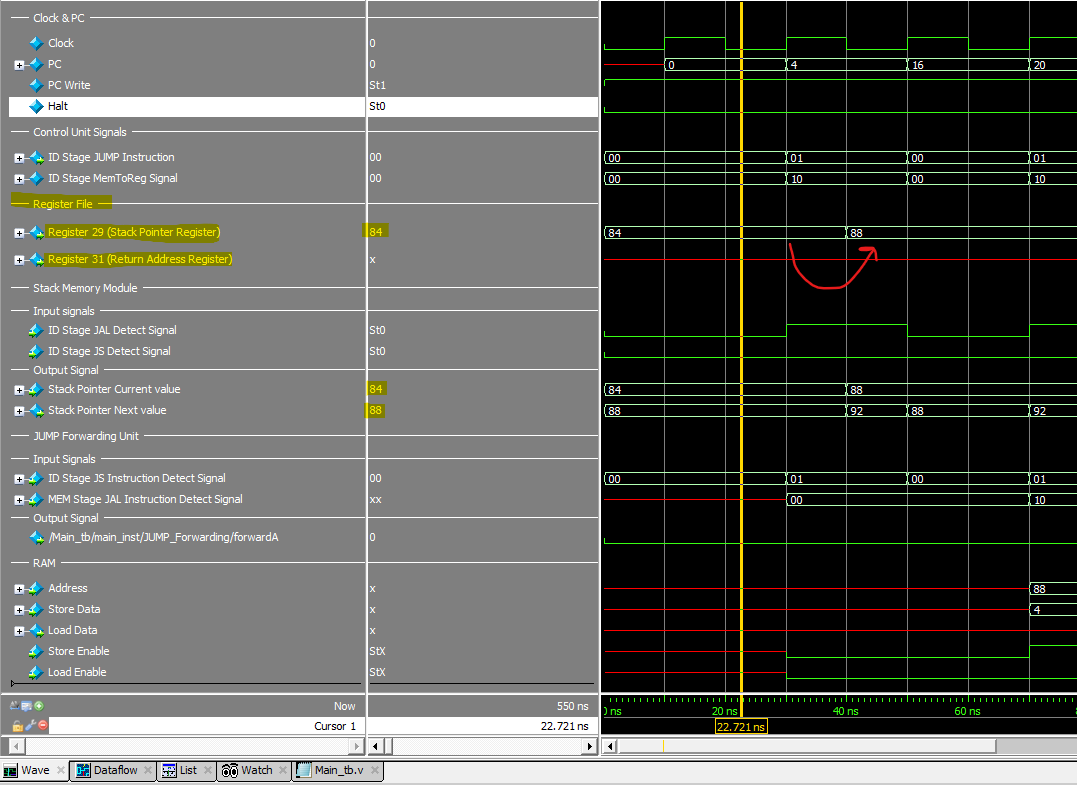 Clock & PC
Clock 0
PC 0 0 4 16 20
PC Write St1
Halt St0
Control Unit Signals
ID Stage JUMP Instruction 00 00 01 00 01
ID Stage MemToReg Signal 00 00 10 00 10
Register File
Register 29 (Stack Pointer Register) 84 84 88
Register 31 (Return Address Register) x
Stack Memory Module
Input signals
ID Stage JAL Detect Signal St0
ID Stage JS Detect Signal St0
Output Signal
Stack Pointer Current value 84 84 88
Stack Pointer Next value 88 88 92 88 92
JUMP Forwarding Unit
Input Signals
ID Stage JS Instruction Detect Signal 00 00 01 00 01
MEM Stage JAL Instruction Detect Signal xx 00 10
Output Signal
/Main_tb/main_inst/JUMP_Forwarding/forwardA 0
RAM
Address x 88
Store Data x 4
Load Data x
Store Enable StX
Load Enable StX
Now 550 ns 0 ns 20 ns 40 ns 60 ns
Cursor 1 22.721 ns 22.721 ns
Wave Dataflow List Watch Main_tb.v